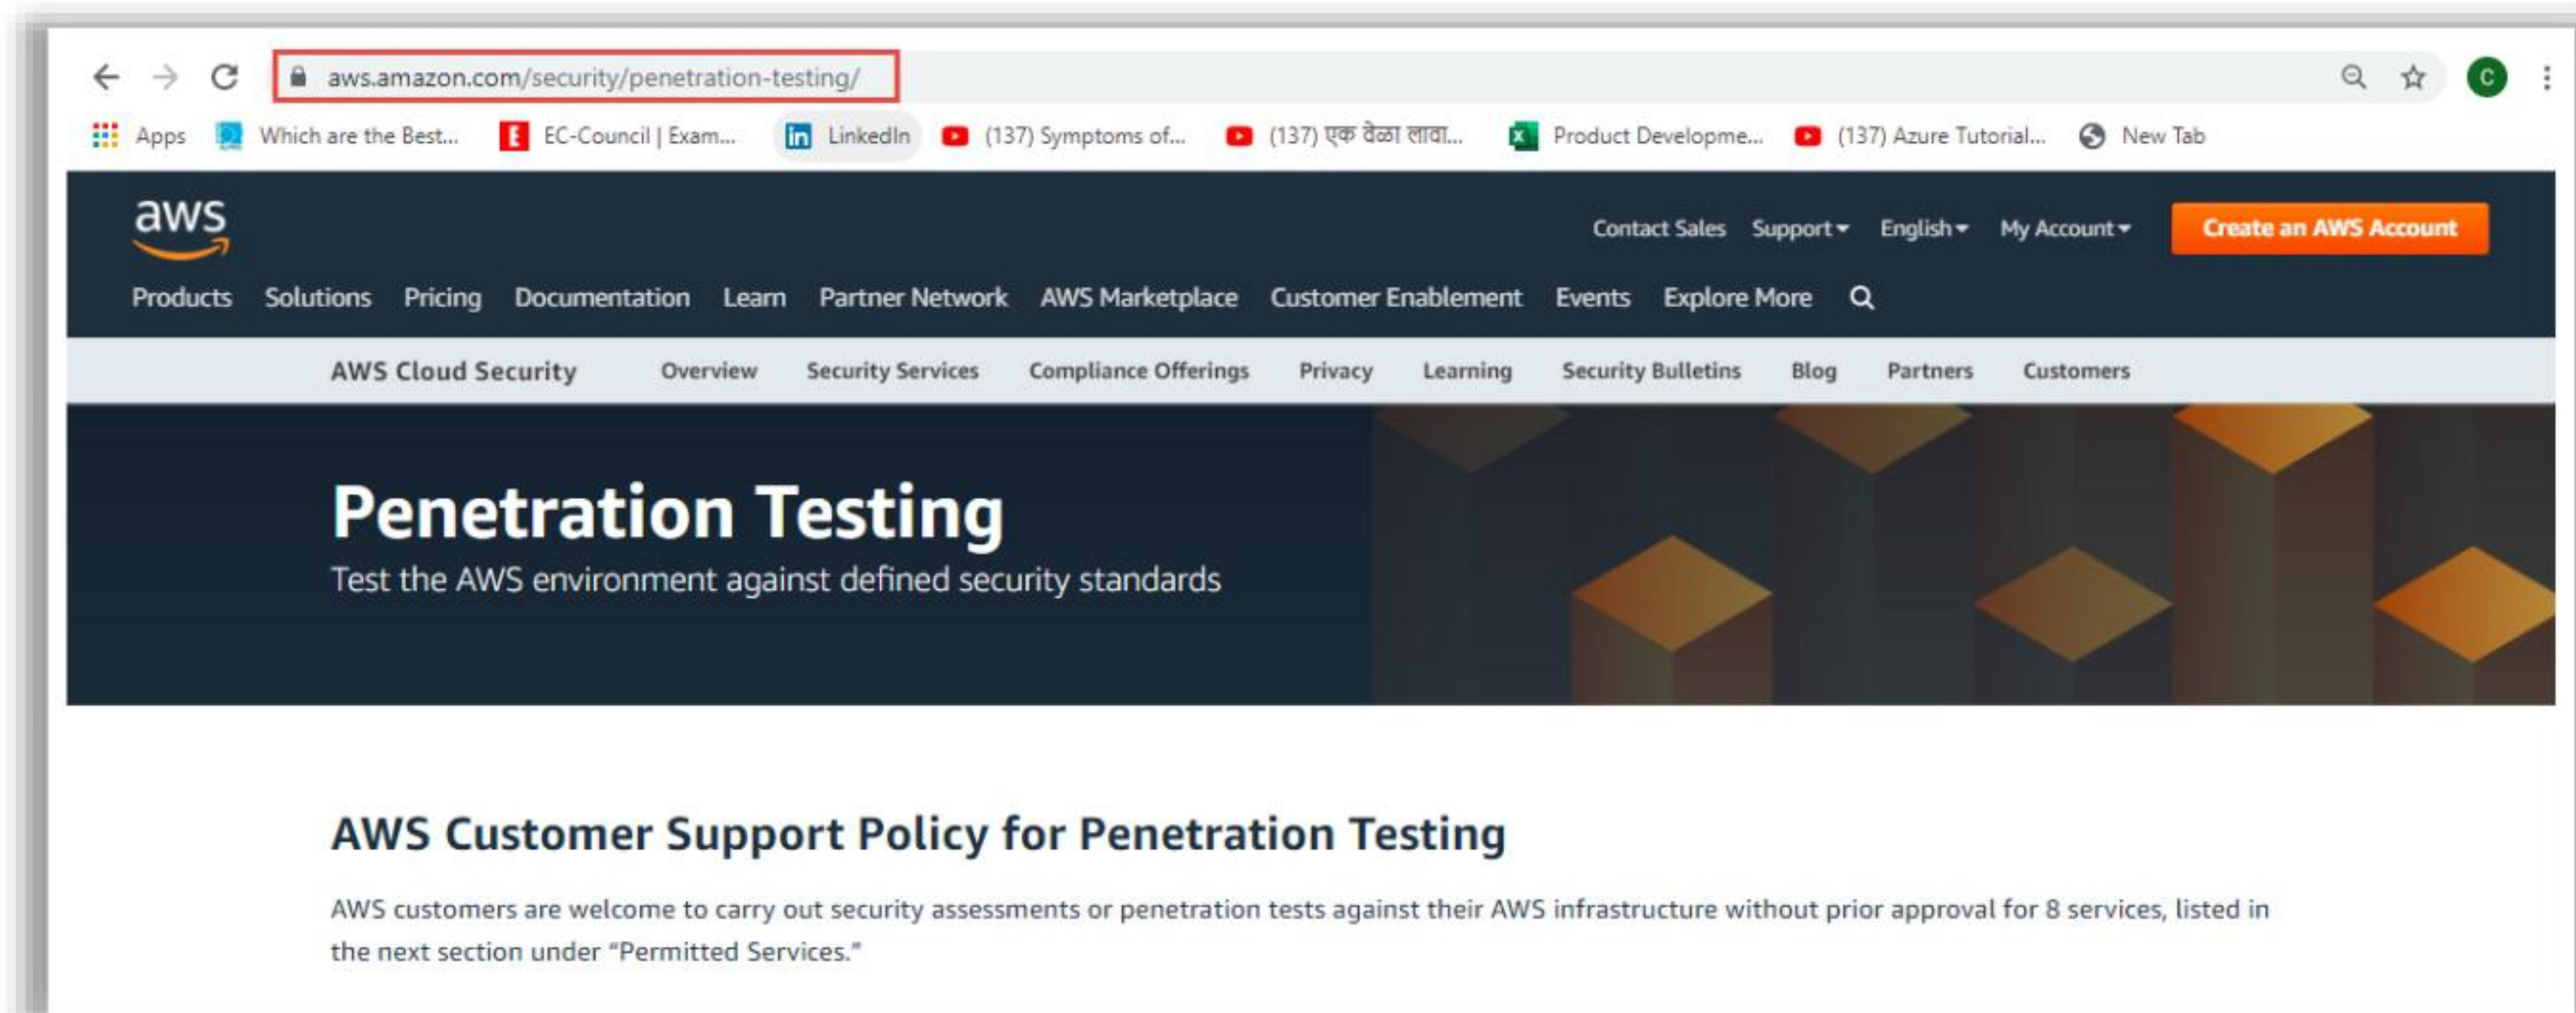 aws.amazon.com/security/penetration-testing/ C
Apps Which are the Best... EC-Council | Exam... LinkedIn (137) Symptoms of... (137) एक वेळा लावा... Product Developme... (137) Azure Tutorial... New Tab
aws
Contact Sales Support English My Account Create an AWS Account
Products Solutions Pricing Documentation Learn Partner Network AWS Marketplace Customer Enablement Events Explore More
AWS Cloud Security Overview Security Services Compliance Offerings Privacy Learning Security Bulletins Blog Partners Customers
Penetration Testing
Test the AWS environment against defined security standards
AWS Customer Support Policy for Penetration Testing
AWS customers are welcome to carry out security assessments or penetration tests against their AWS infrastructure without prior approval for 8 services, listed in
the next section under “Permitted Services.”